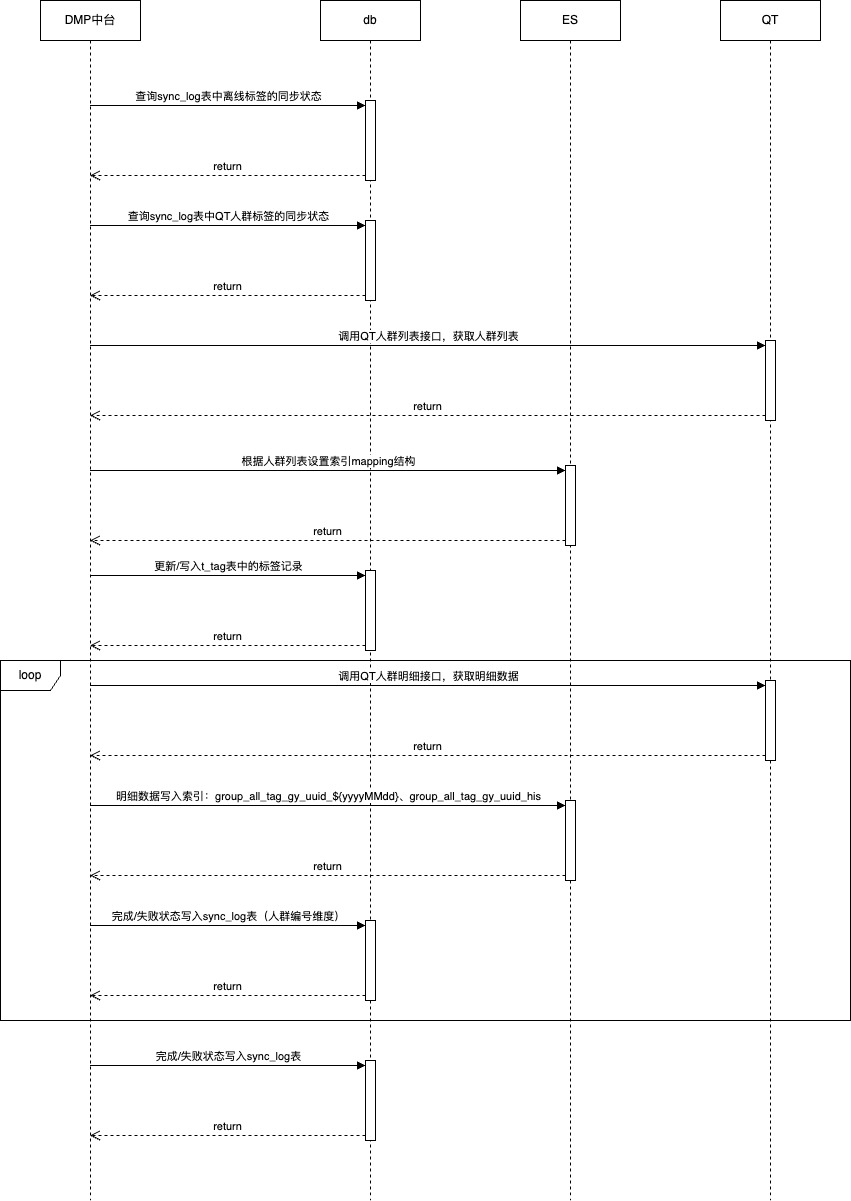 DMP中台
db
ES
QT
查询sync_log表中离线标签的同步状态
return
查询sync_log表中QT人群标签的同步状态
return
调用QT人群列表接口，获取人群列表
return
根据人群列表设置索引mapping结构
return
更新/写入t_tag表中的标签记录
return
loop
调用QT人群明细接口，获取明细数据
return
明细数据写入索引：group_all_tag_gy_uuid_${yyyyMMdd}、group_all_tag_gy_uuid_his
return
完成/失败状态写入sync_log表（人群编号维度）
return
完成/失败状态写入sync_log表
return